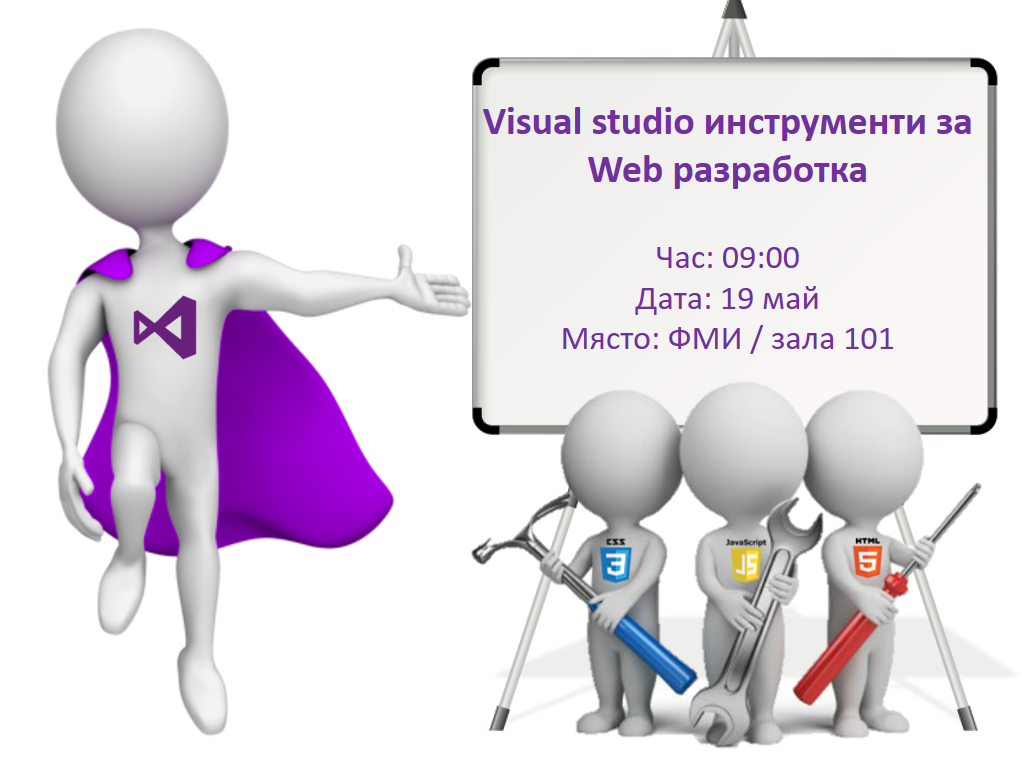 Visual studio инструменти за
Web разработка
Час: 09:00
Дата: 19 май
Място: ФМИ / зала 101
CSS
3
JavaScript
JS
HTML
5